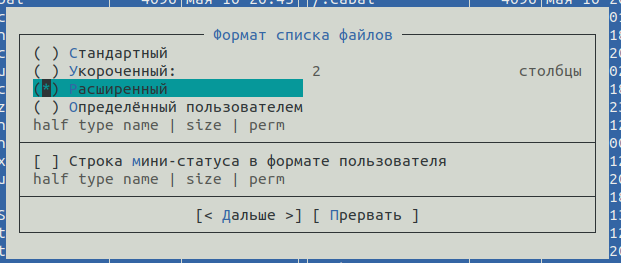 Формат списка файлов
( ) Стандартный
( ) Укороченный: 2 столбцы
(*) Расширенный
( ) Определённый пользователем
half type name | size | perm
[ ] Строка мини-статуса в формате пользователя
half type name | size | perm
[< Дальше >] [ Прервать ]